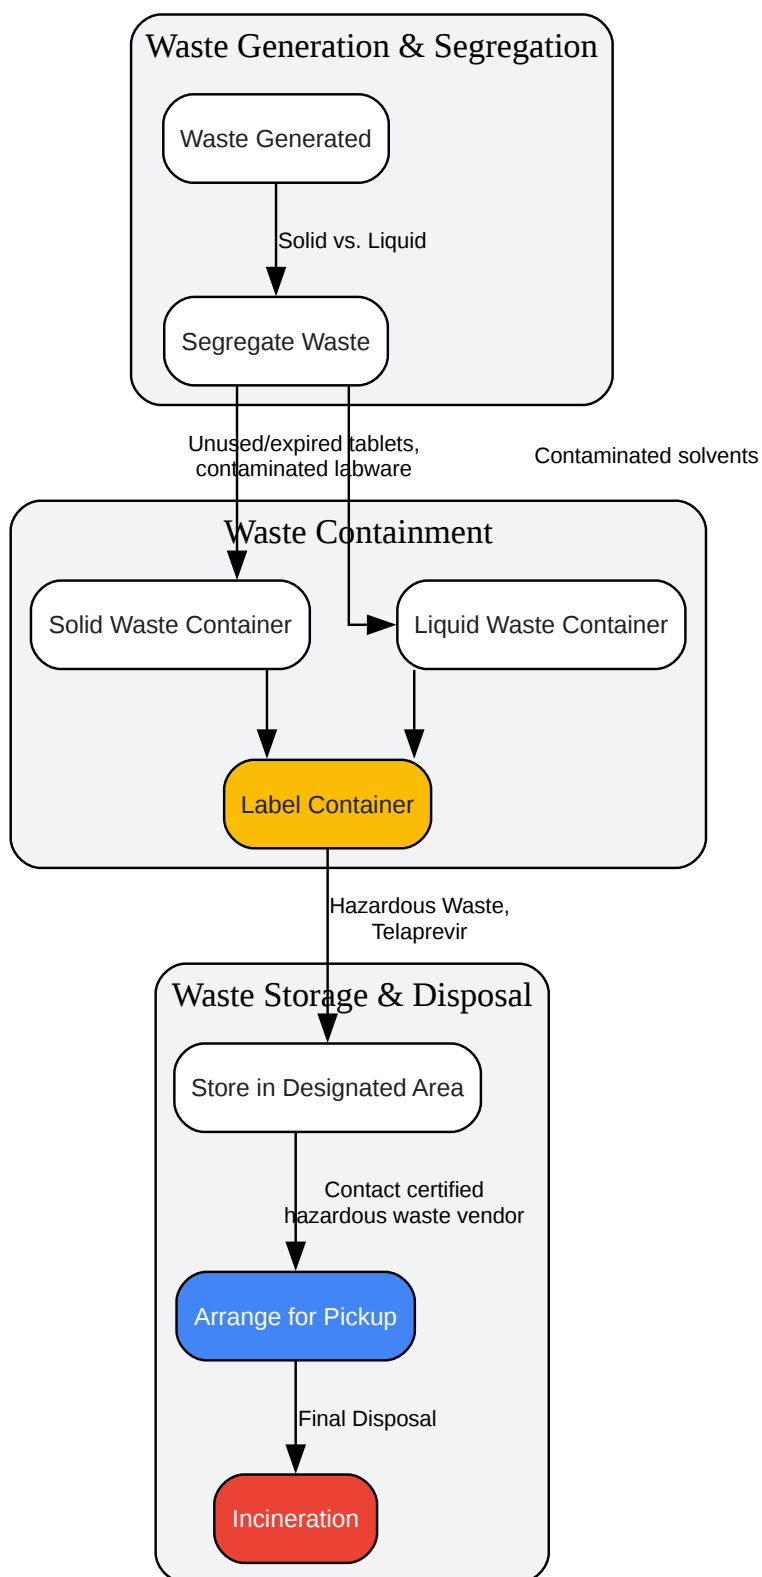 Waste Generation & Segregation
Waste Generated
Solid vs. Liquid
Segregate Waste
Unused/expired tablets,
contaminated labware
Contaminated solvents
Waste Containment
Solid Waste Container
Liquid Waste Container
Label Container
Hazardous Waste,
Telaprevir
Waste Storage & Disposal
Store in Designated Area
Contact certified
hazardous waste vendor
Arrange for Pickup
Final Disposal
Incineration